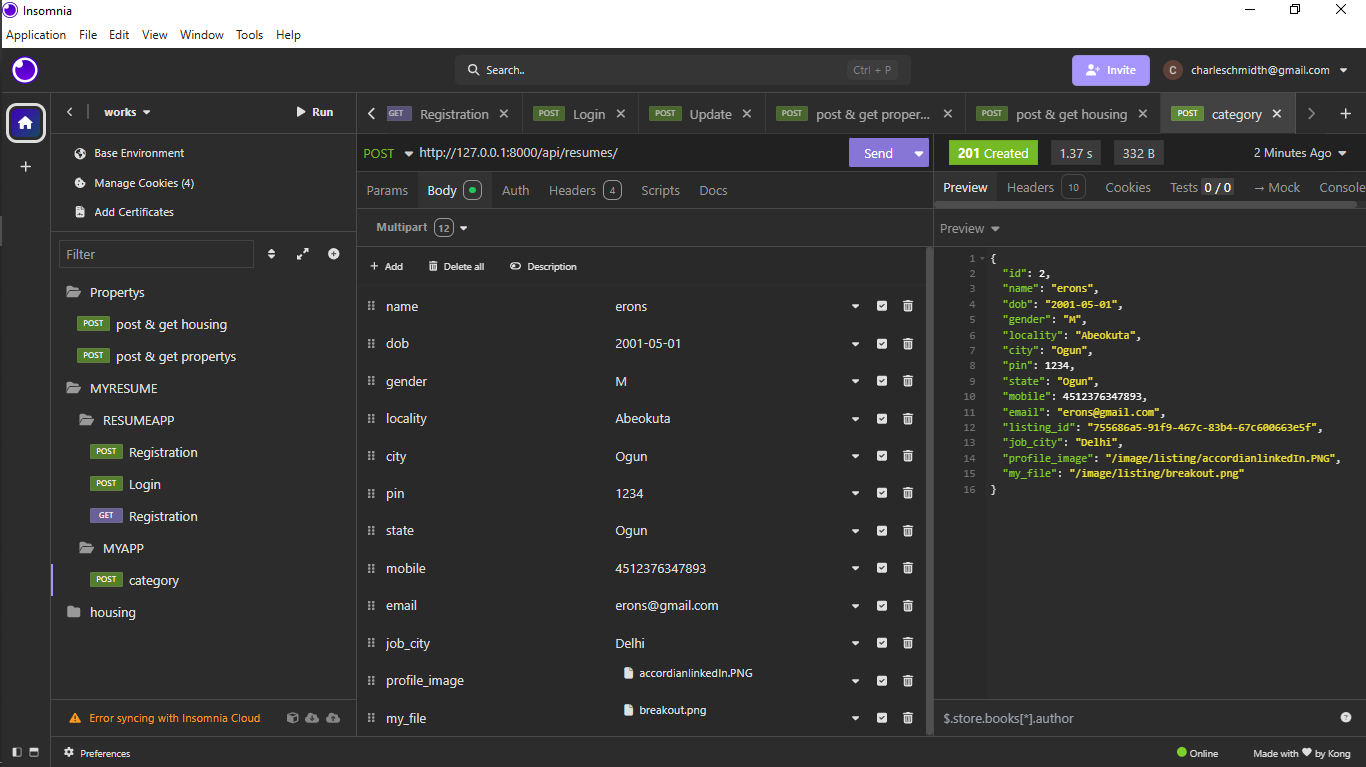 Insomnia
Application File Edit View Window Tools Help
Search.. Ctrl + P
Invite
C charleschmidth@gmail.com
works
Run
Base Environment
Manage Cookies (4)
Add Certificates
Filter
Propertys
POST post & get housing
POST post & get propertys
MYRESUME
RESUMEAPP
POST Registration
POST Login
GET Registration
MYAPP
POST category
housing
Error syncing with Insomnia Cloud
Preferences
GET Registration
POST Login
POST Update
POST post & get proper...
POST post & get housing
POST category
POST http://127.0.0.1:8000/api/resumes/ Send
Params Body Auth Headers 4 Scripts Docs
Multipart 12
Add Delete all Description
name erons
dob 2001-05-01
gender M
locality Abeokuta
city Ogun
pin 1234
state Ogun
mobile 4512376347893
email erons@gmail.com
job_city Delhi
profile_image accordianlinkedIn.PNG
my_file breakout.png
201 Created 1.37 s 332 B 2 Minutes Ago
Preview Headers 10 Cookies Tests 0 / 0 → Mock Console
Preview
1 {
2 "id": 2,
3 "name": "erons",
4 "dob": "2001-05-01",
5 "gender": "M",
6 "locality": "Abeokuta",
7 "city": "Ogun",
8 "pin": 1234,
9 "state": "Ogun",
10 "mobile": 4512376347893,
11 "email": "erons@gmail.com",
12 "listing_id": "755686a5-91f9-467c-83b4-67c600663e5f",
13 "job_city": "Delhi",
14 "profile_image": "/image/listing/accordianlinkedIn.PNG",
15 "my_file": "/image/listing/breakout.png"
16 }
$.store.books[*].author
Online Made with ♥ by Kong